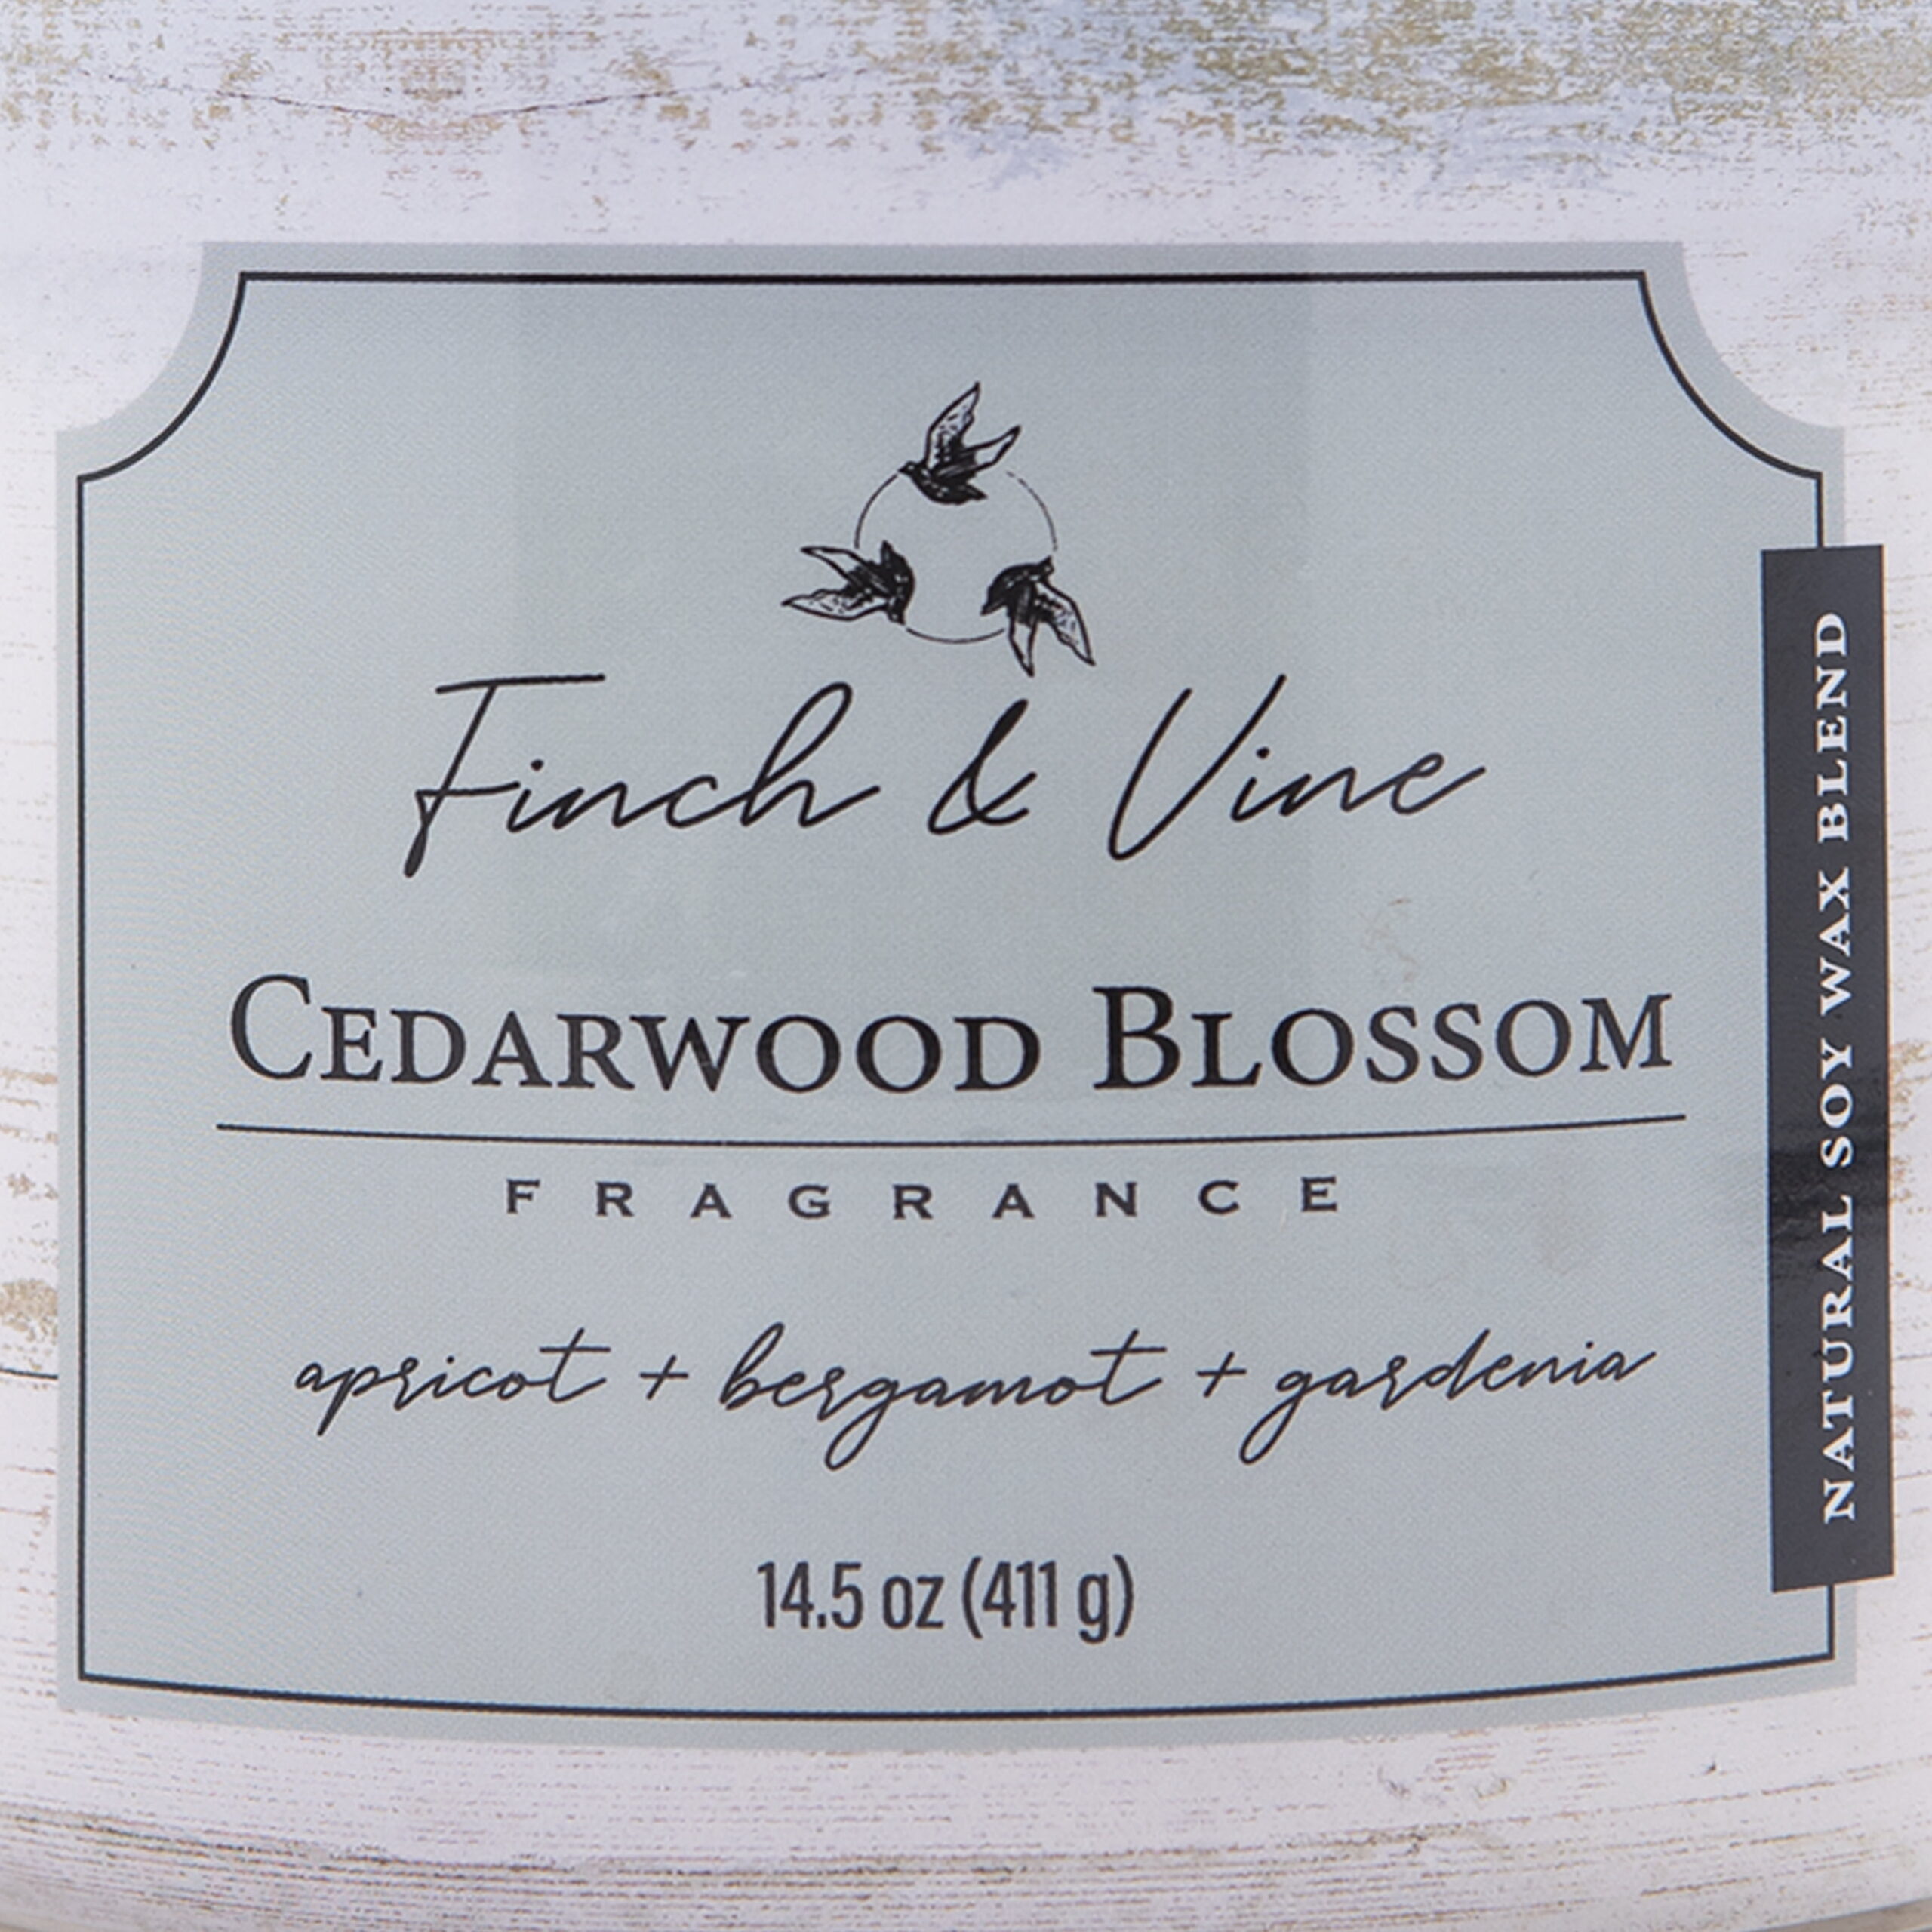 Finch & Vine
CEDARWOOD BLOSSOM
FRAGRANCE
apricot + bergamot + gardenia
14.5 oz (411 g)
NATURAL SOY WAX BLEND